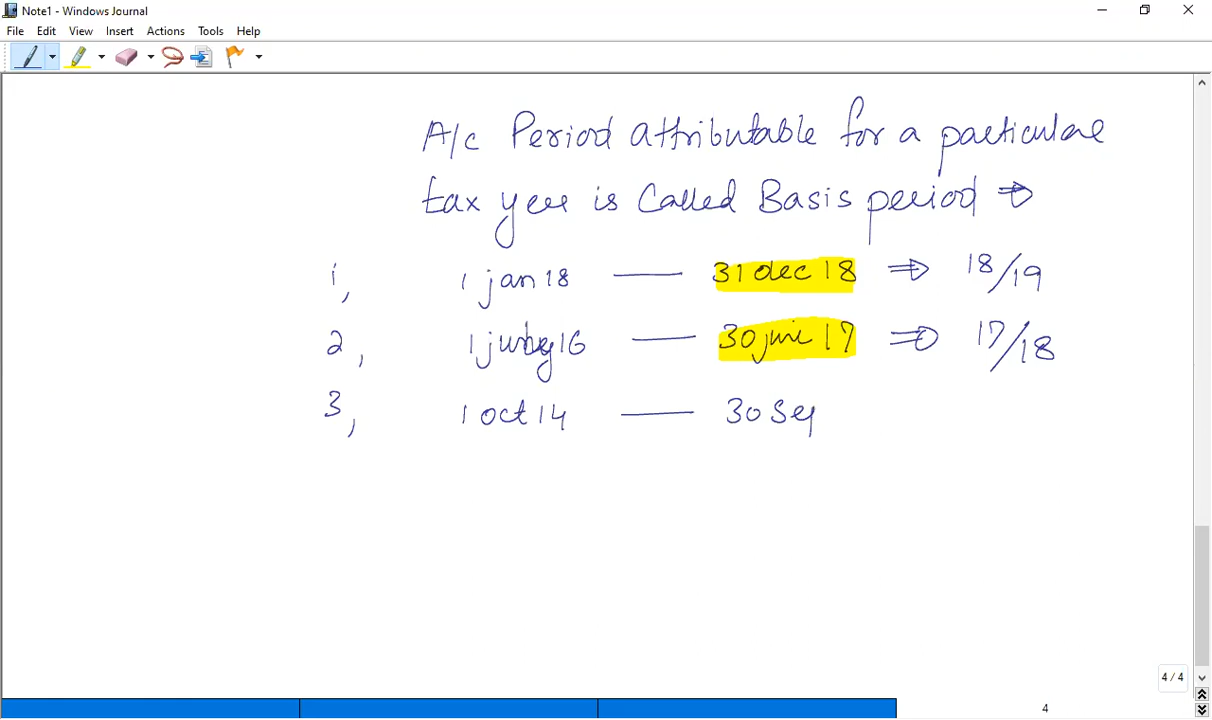 Note1 - Windows Journal
File Edit View Insert Actions Tools Help
A/c Period attributable for a particular
tax year is Called Basis period ⇒
1, 1 jan 18 — 31 dec 18 ⇒ 18/19
2, 1 july 16 — 30 june 17 ⇒ 17/18
3, 1 oct 14 — 30 Sep
4 / 4
4